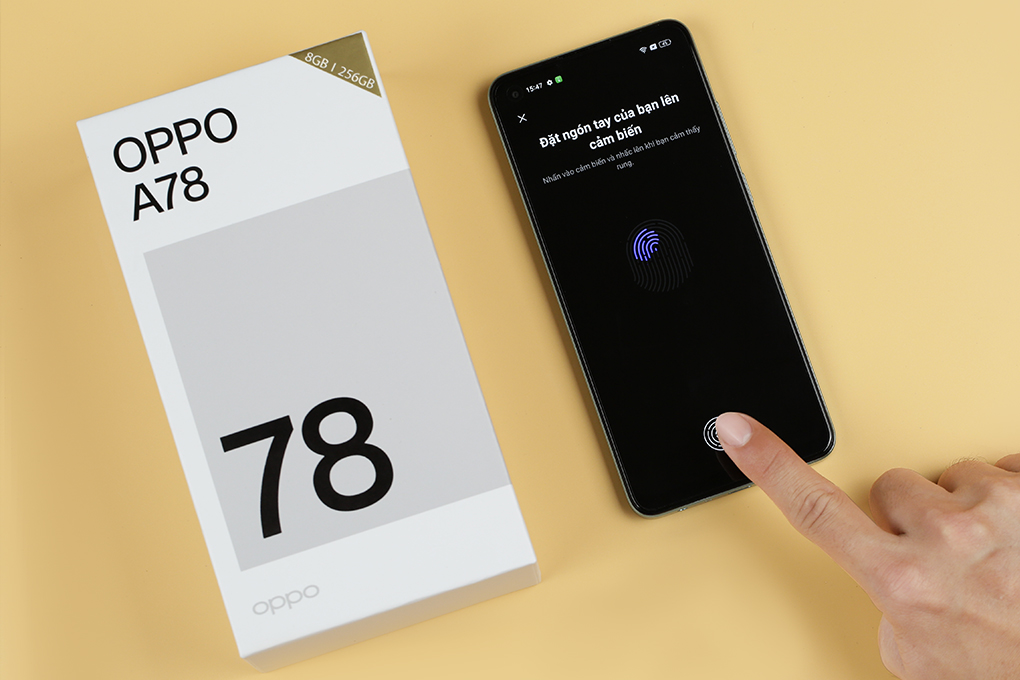 8GB | 256GB
OPPO
A78
78
oppo
15:47
Đặt ngón tay của bạn lên
cảm biến
Nhấn vào cảm biến và nhấc lên khi bạn cảm thấy
rung.